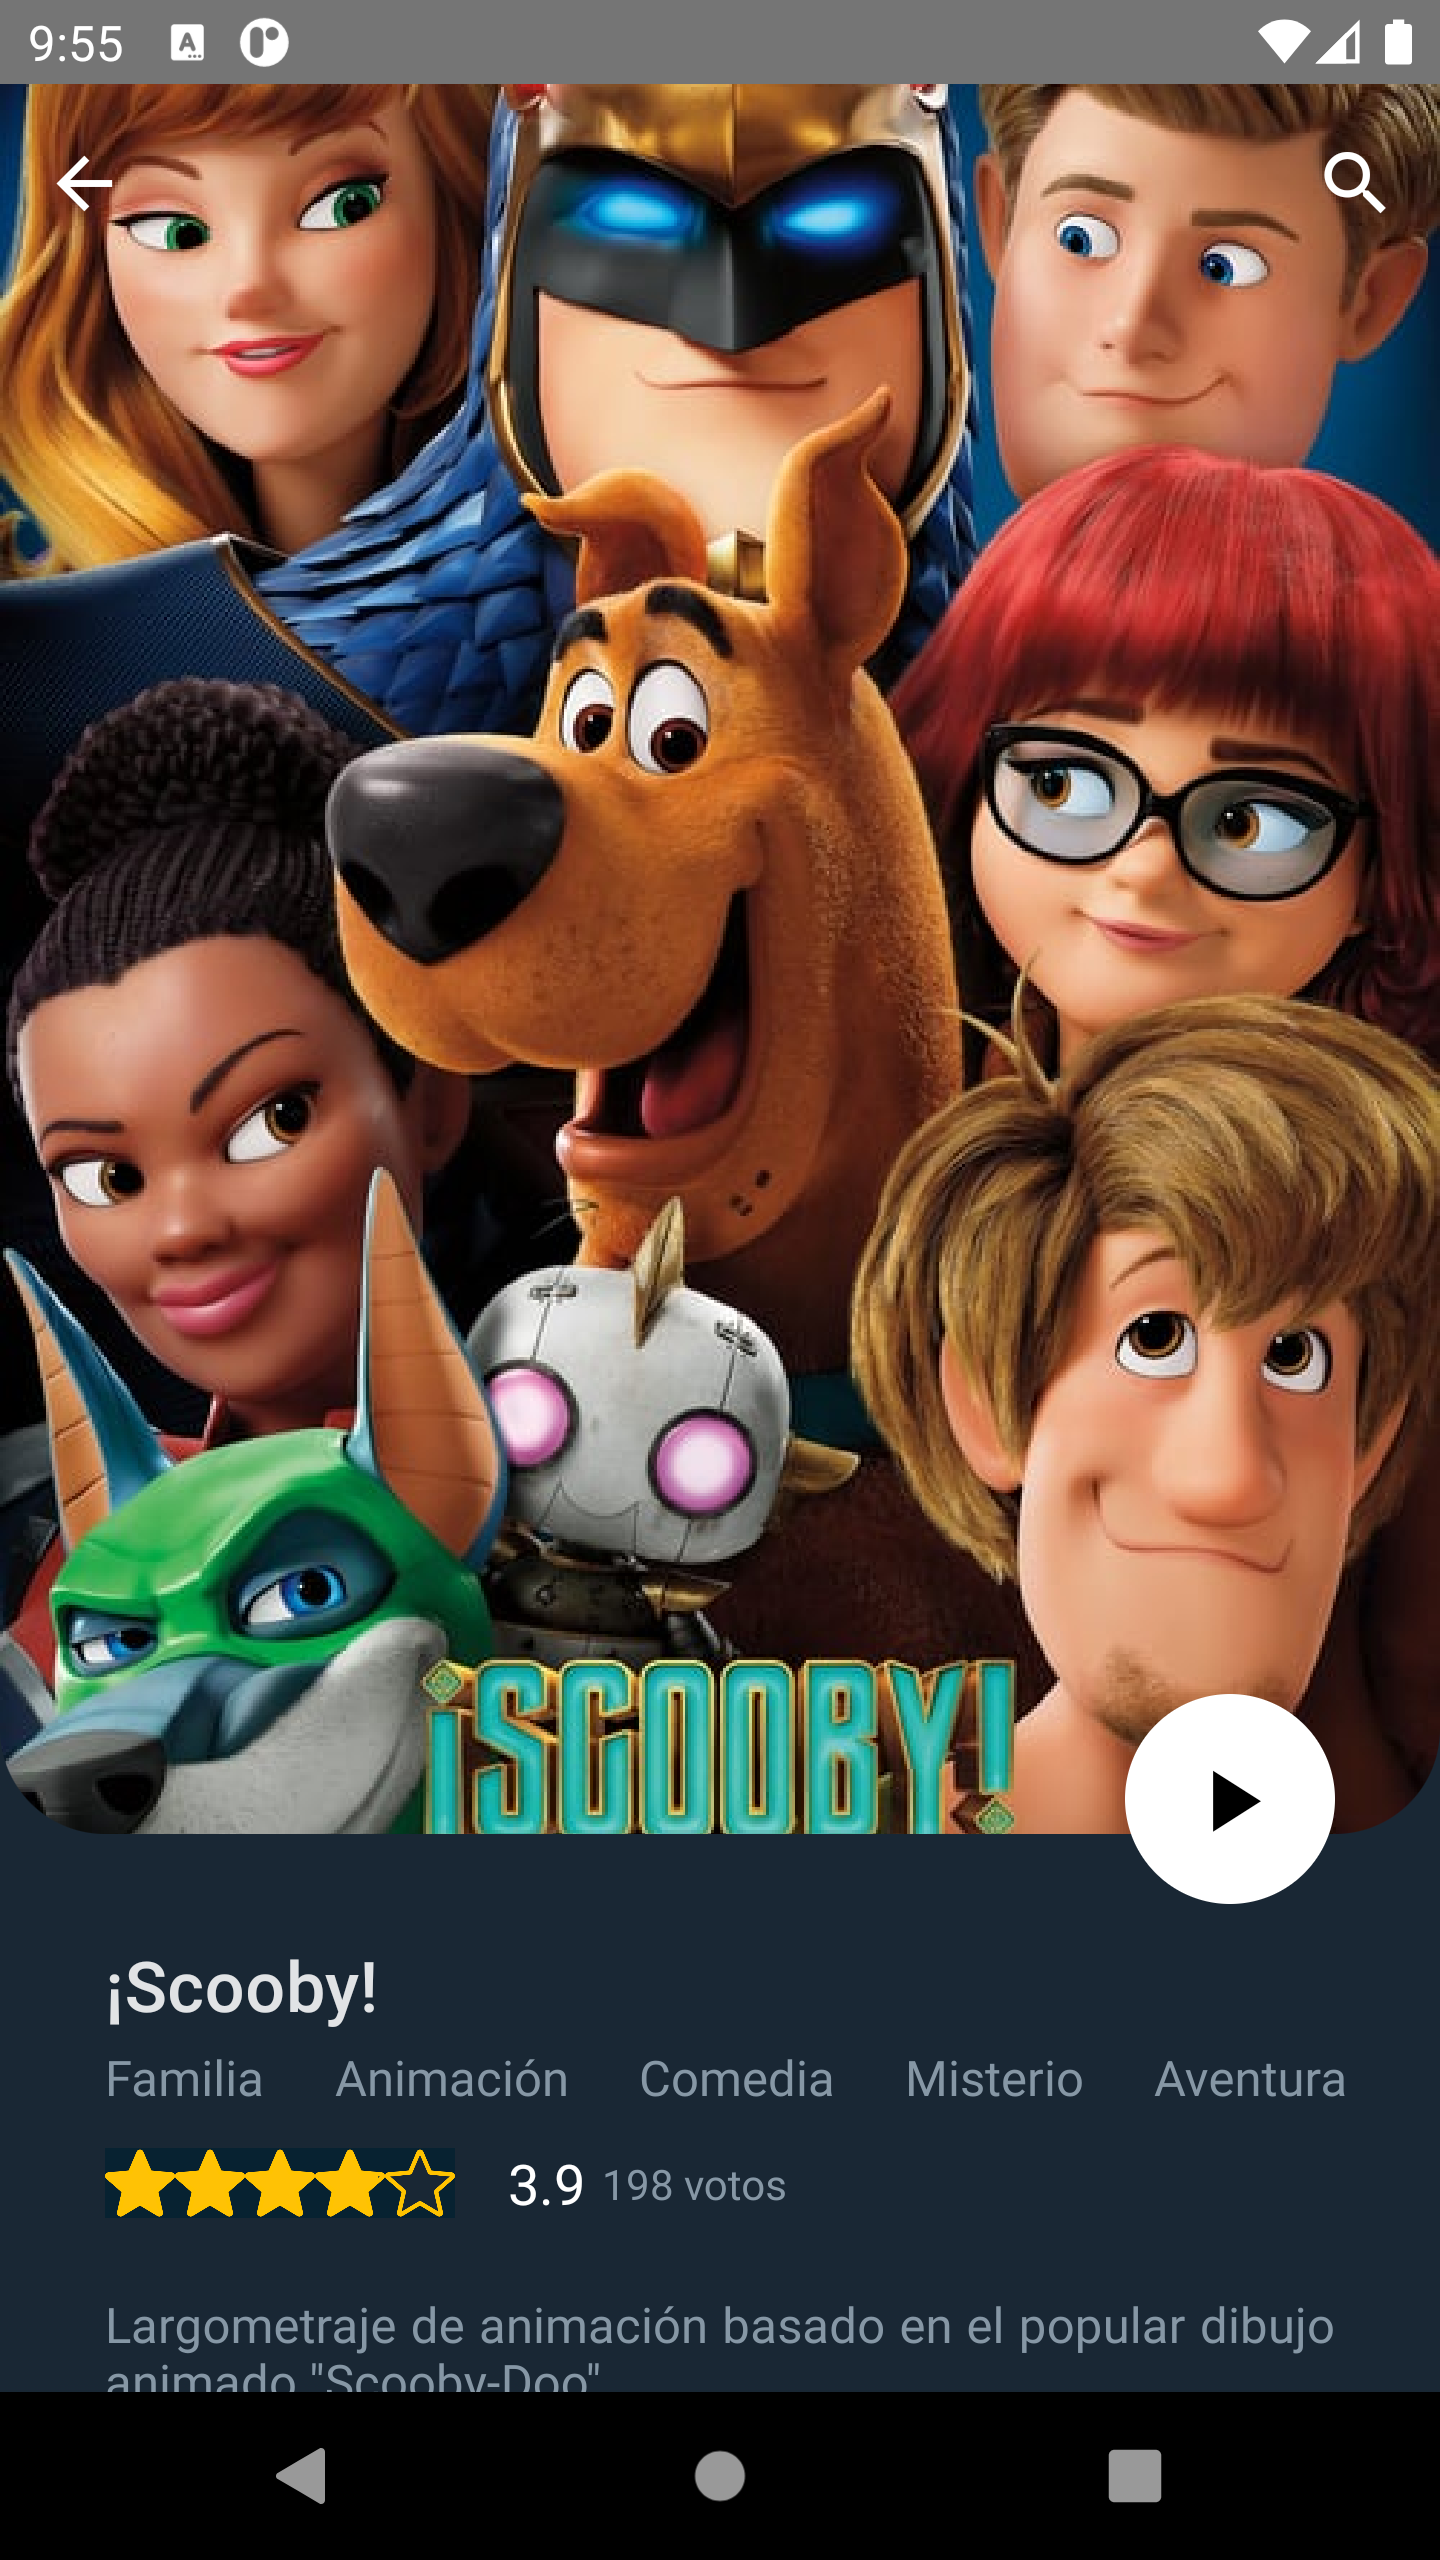 9:55
A
¡SCOOBY!
¡Scooby!
Familia Animación Comedia Misterio Aventura
3.9 198 votos
Largometraje de animación basado en el popular dibujo
animado "Scooby-Doo"